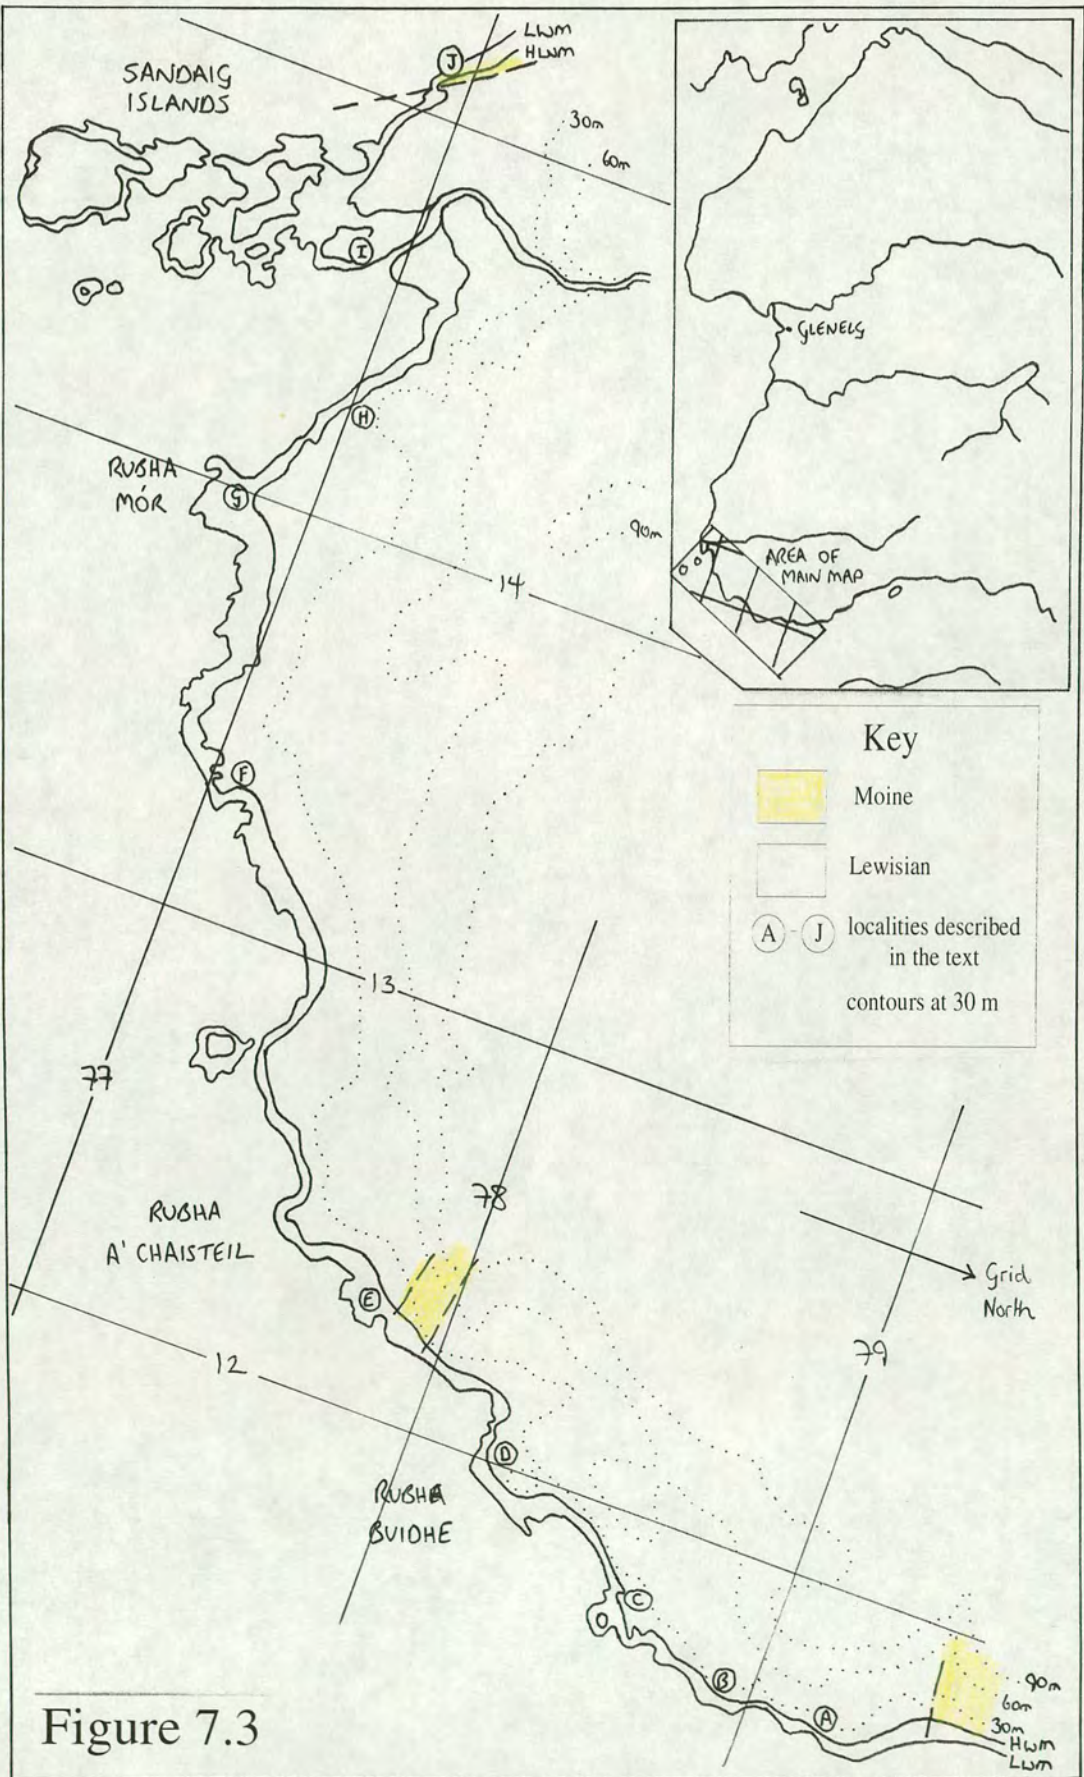 LWM
HWM
J
SANDAIG
ISLANDS
30m
60m
I
GLENELG
H
RUBHA
MÓR
G
90m
AREA OF
MAIN MAP
14
Key
Moine
Lewisian
A - J localities described
in the text
contours at 30 m
F
13
77
78
RUBHA
A' CHAISTEIL
Grid
North
E
79
12
D
RUBHA
BUIDHE
C
B
A
90m
60m
30m
HWM
LWM
Figure 7.3